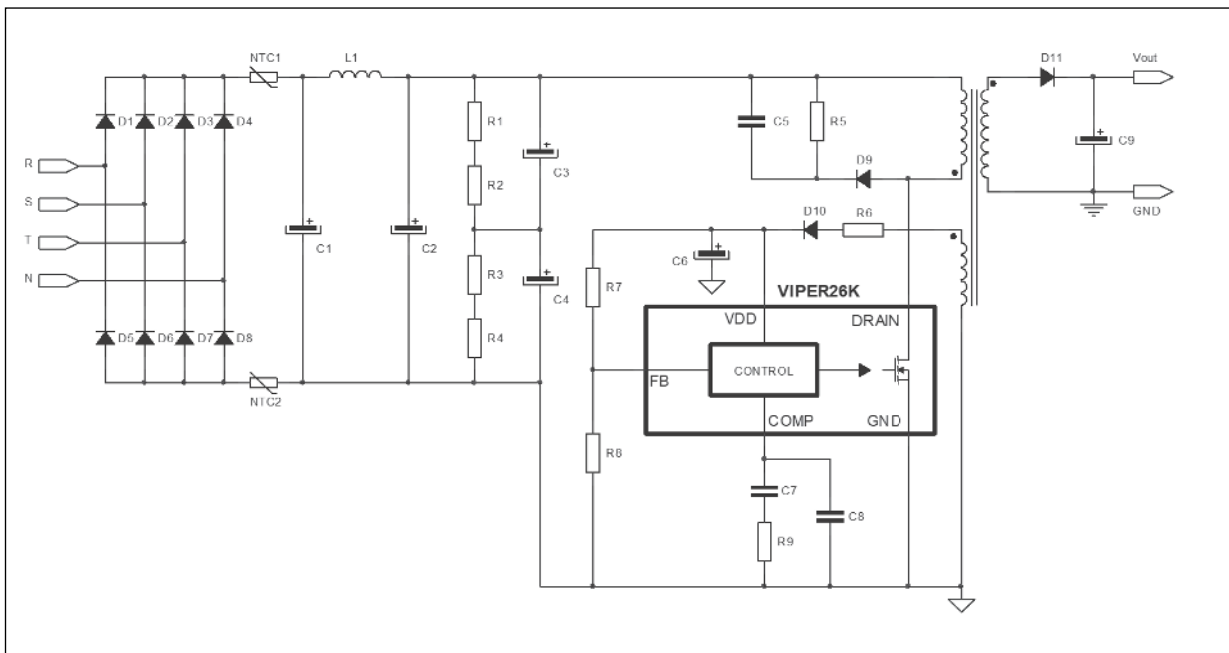 NTC1
L1
D11
Vout
D1
D2
D3
D4
R1
C5
R5
C9
R
R2
C3
D9
S
D10
R6
GND
T
C1
C2
C6
N
R3
C4
R7
VIPER26K
VDD
DRAIN
D5
D6
D7
D8
R4
CONTROL
FB
NTC2
COMP
GND
R8
C7
C8
R9